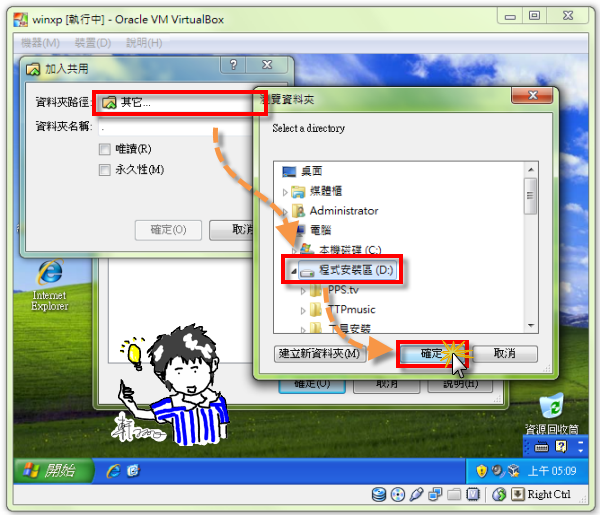 winxp [執行中] - Oracle VM VirtualBox
機器(M) 裝置(D) 說明(H)
加入共用
資料夾路徑: 其它...
資料夾名稱: .
唯讀(R)
永久性(M)
確定(O) 取消
瀏覽資料夾
Select a directory
桌面
媒體櫃
Administrator
電腦
本機磁碟 (C:)
程式安裝區 (D:)
PPS.tv
TTPmusic
工具安裝
建立新資料夾(M) 確定 取消
確定(O) 取消 說明(H)
Internet
Explorer
資源回收筒
開始
上午 05:09
Right Ctrl